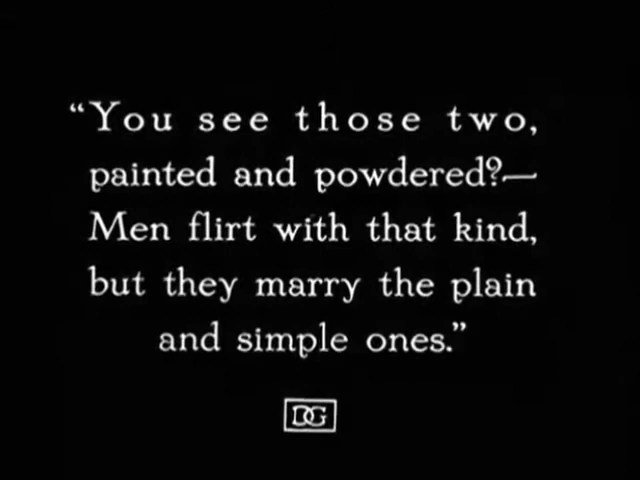 “You see those two,
painted and powdered?—
Men flirt with that kind,
but they marry the plain
and simple ones.”
DG